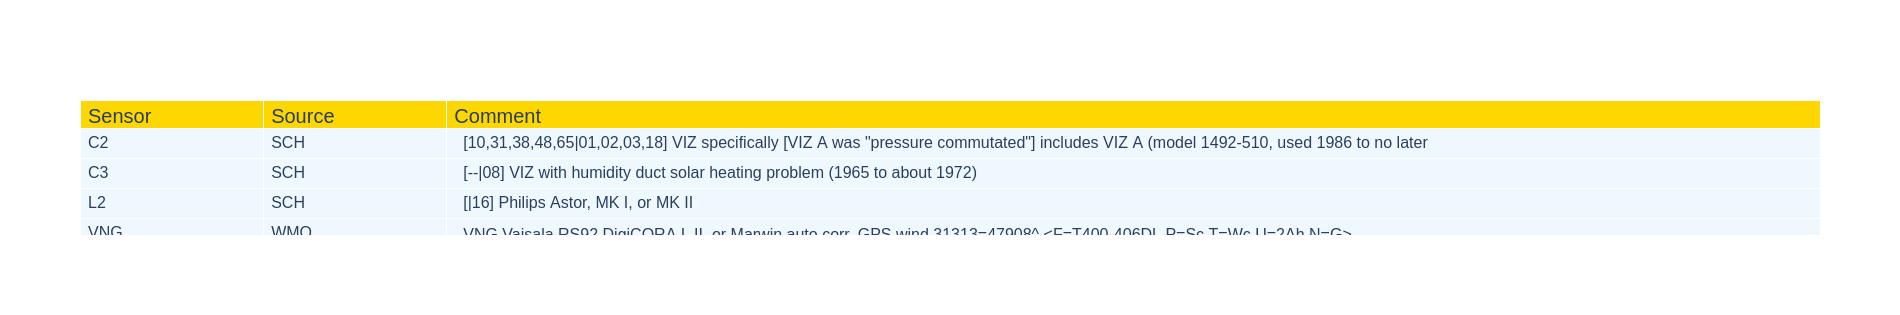 Sensor Source Comment
C2 SCH [10,31,38,48,65|01,02,03,18] VIZ specifically [VIZ A was "pressure commutated"] includes VIZ A (model 1492-510, used 1986 to no later
C3 SCH [--|08] VIZ with humidity duct solar heating problem (1965 to about 1972)
L2 SCH [|16] Philips Astor, MK I, or MK II
VNG WMO VNG Vaisala RS92 DigiCORA I, II, or Marwin auto corr. GPS wind 31313=47908^ <F=T400-406DL P=Sc T=Wc U=2Ah N=G>